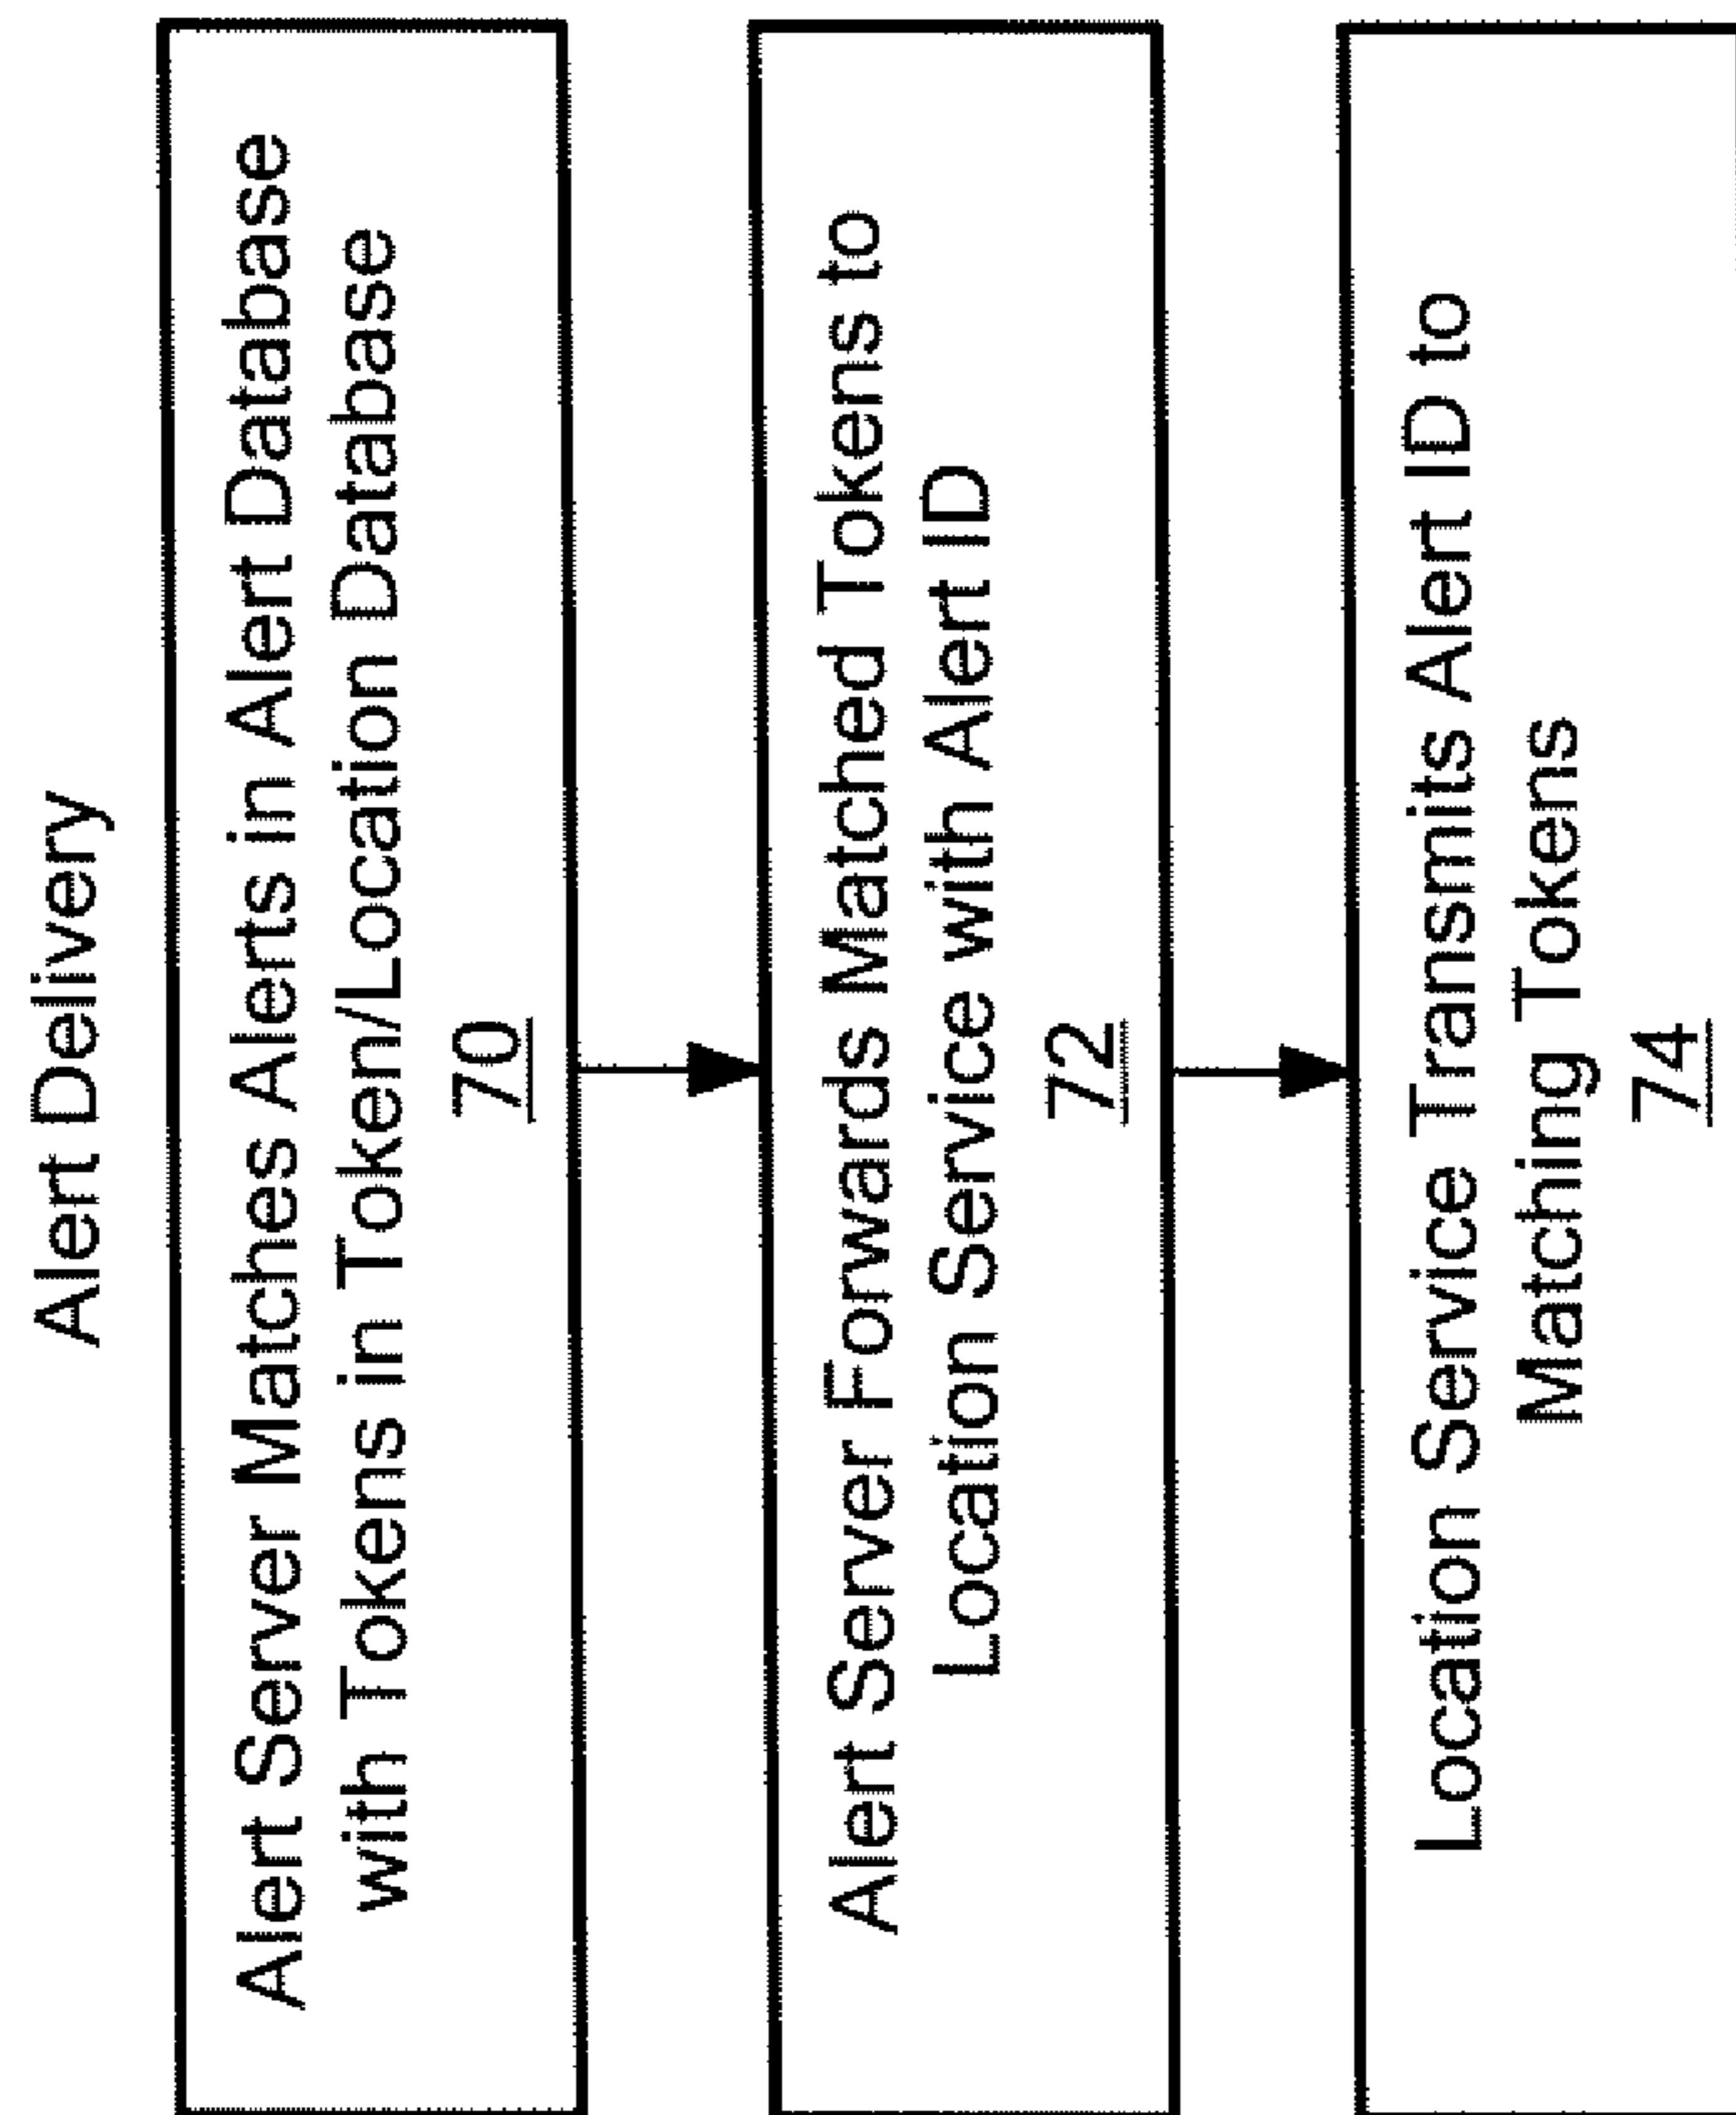 Alert Delivery
Alert Server Matches Alerts in Alert Database
with Tokens in Token/Location Database
70
Alert Server Forwards Matched Tokens to
Location Service with Alert ID
72
Location Service Transmits Alert ID to
Matching Tokens
74